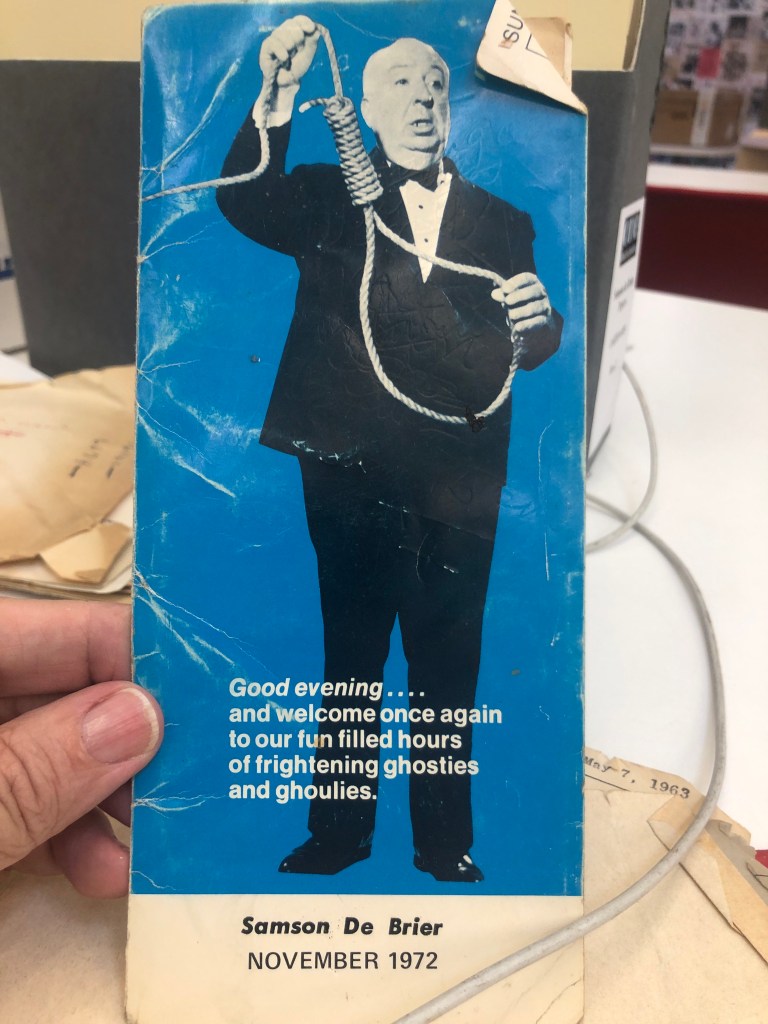 SU
Good evening....
and welcome once again
to our fun filled hours
of frightening ghosties
and ghoulies.
May 7, 1963
Samson De Brier
NOVEMBER 1972